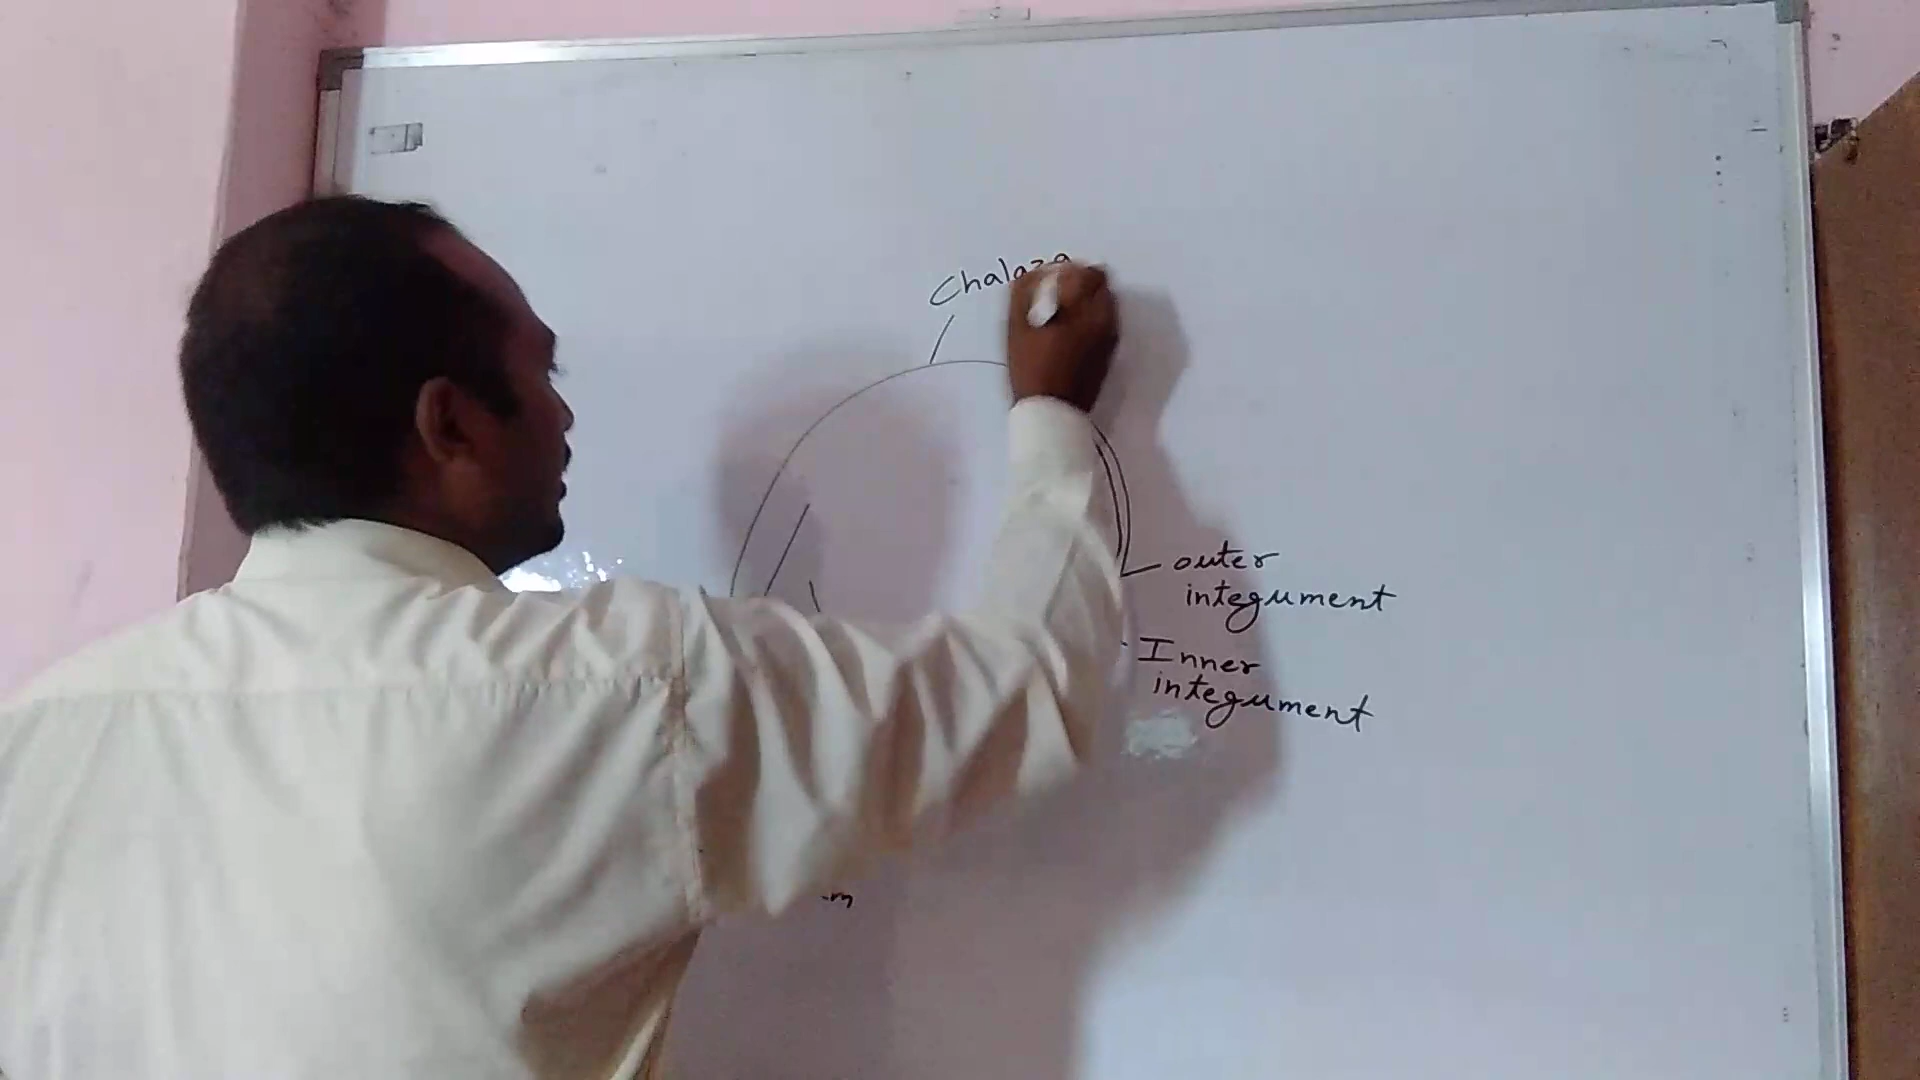 Chalaza
outer
integument
Inner
integument